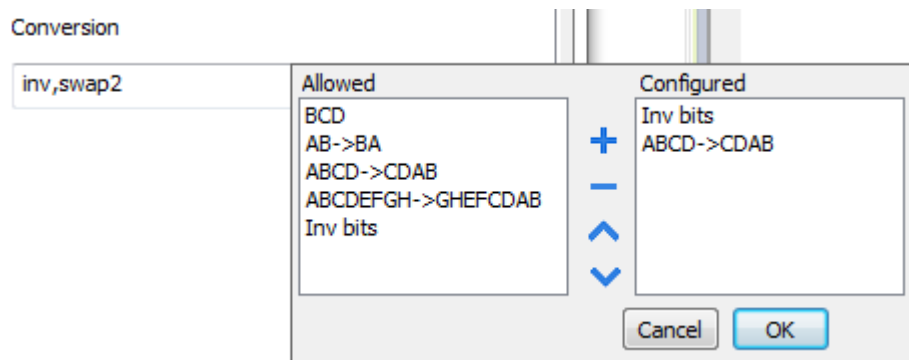 Conversion
inv,swap2
Allowed
BCD
AB->BA
ABCD->CDAB
ABCDEFGH->GHEFCDAB
Inv bits
Configured
Inv bits
ABCD->CDAB
Cancel
OK